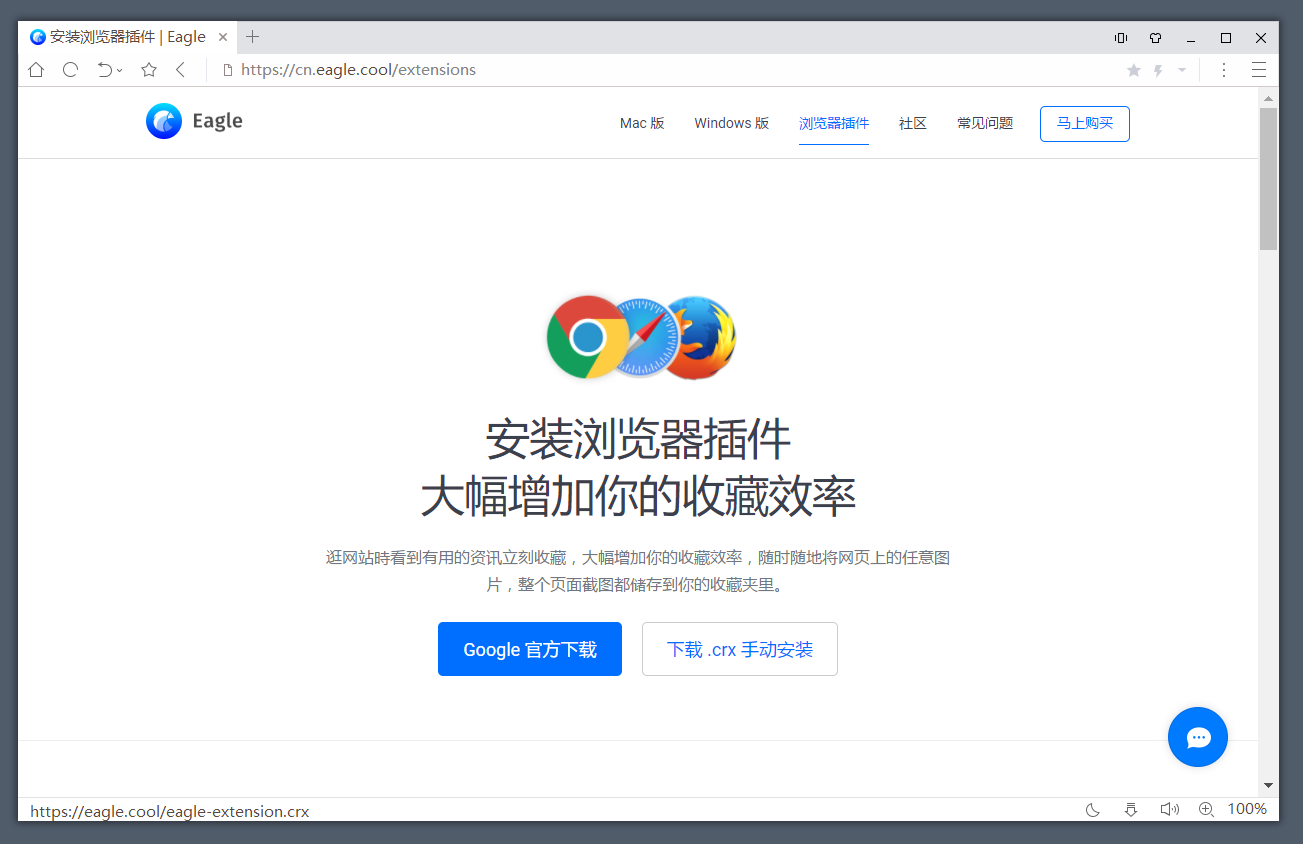 安装浏览器插件 | Eagle
https://cn.eagle.cool/extensions
Eagle
Mac 版
Windows 版
浏览器插件
社区
常见问题
马上购买
安装浏览器插件
大幅增加你的收藏效率
逛网站時看到有用的资讯立刻收藏，大幅增加你的收藏效率，随时随地将网页上的任意图
片，整个页面截图都储存到你的收藏夹里。
Google 官方下载
下载 .crx 手动安装
https://eagle.cool/eagle-extension.crx
100%